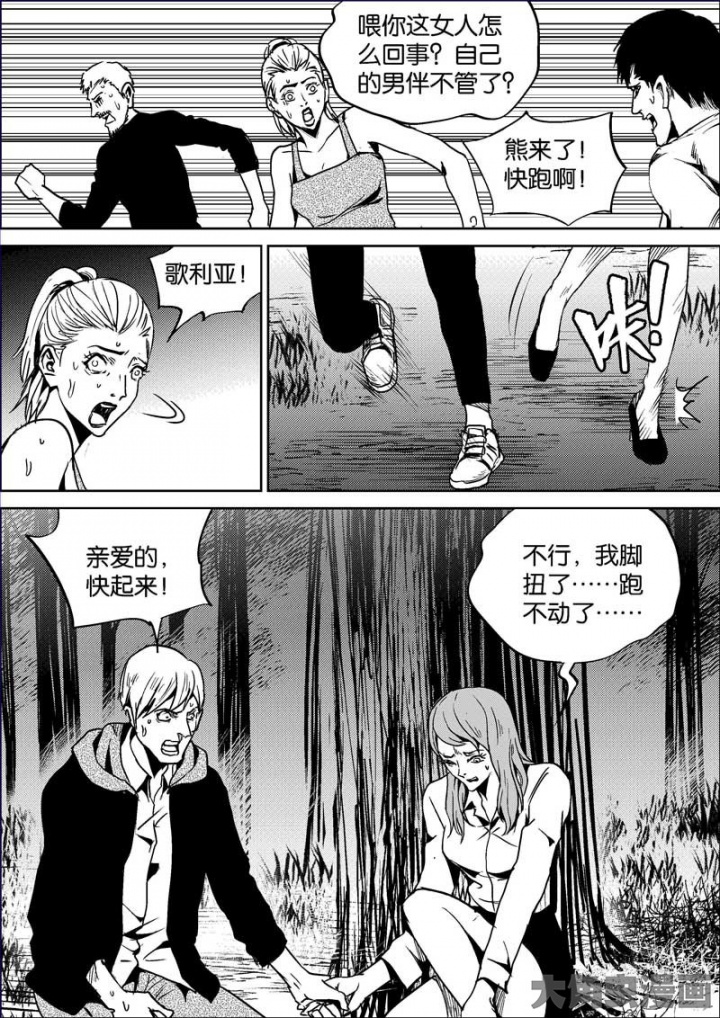 喂你这女人怎
么回事？自己
的男伴不管了？
熊来了！
快跑啊！
歌利亚！
咔！
亲爱的，
快起来！
不行，我脚
扭了……跑
不动了……